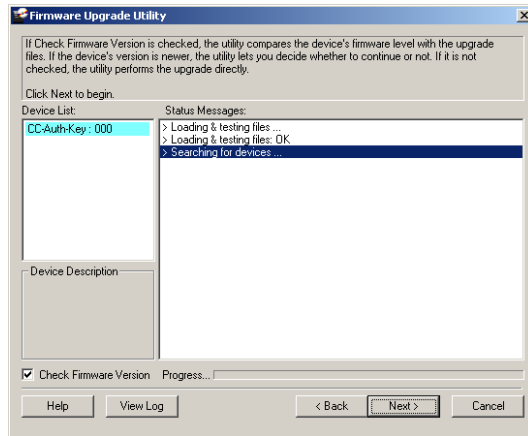 Firmware Upgrade Utility
If Check Firmware Version is checked, the utility compares the device's firmware level with the upgrade
files. If the device's version is newer, the utility lets you decide whether to continue or not. If it is not
checked, the utility performs the upgrade directly.
Click Next to begin.
Device List:
Status Messages:
CC-Auth-Key : 000
> Loading & testing files ...
> Loading & testing files: OK
> Searching for devices ...
Device Description
Check Firmware Version
Progress...
Help
View Log
< Back
Next >
Cancel